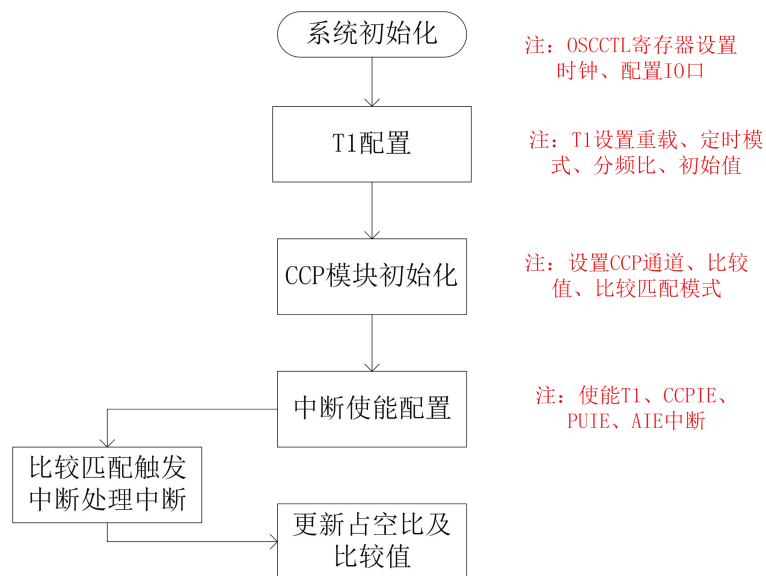 系统初始化
注：OSCCTL寄存器设置
时钟、配置IO口
T1配置
注：T1设置重载、定时模
式、分频比、初始值
CCP模块初始化
注：设置CCP通道、比较
值、比较匹配模式
中断使能配置
注：使能T1、CCPIE、
PUIE、AIE中断
比较匹配触发
中断处理中断
更新占空比及
比较值